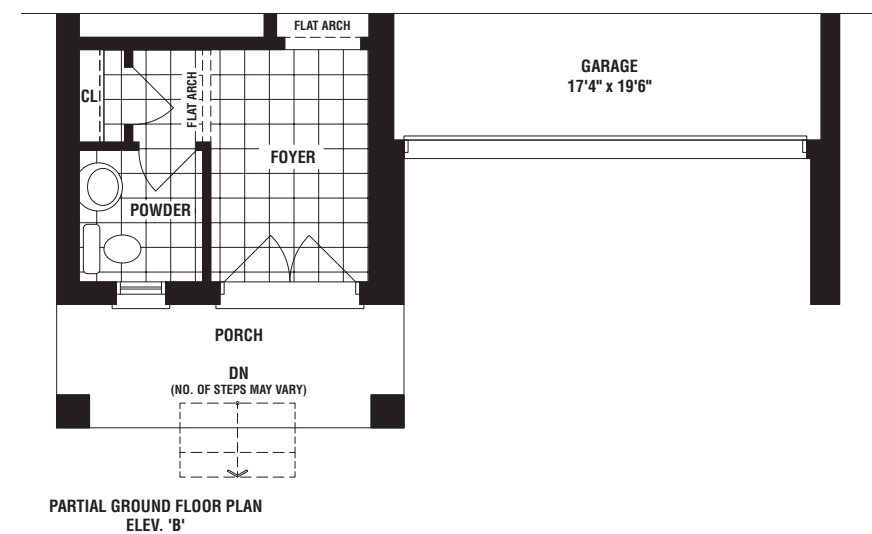 FLAT ARCH
GARAGE
17'4" x 19'6"
CL
FLAT ARCH
FOYER
POWDER
PORCH
DN
(NO. OF STEPS MAY VARY)
PARTIAL GROUND FLOOR PLAN
ELEV. 'B'